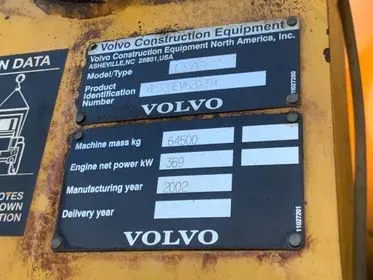 N DATA
OTES
OWN
TION
Volvo Construction Equipment
Volvo Construction Equipment North America, Inc.
ASHEVILLE, NC 28801, USA
Model/Type
Product
identification
Number
VOLVO
11027200
Machine mass kg 64500
Engine net power kW 369
Manufacturing year 2002
Delivery year
VOLVO
11027201